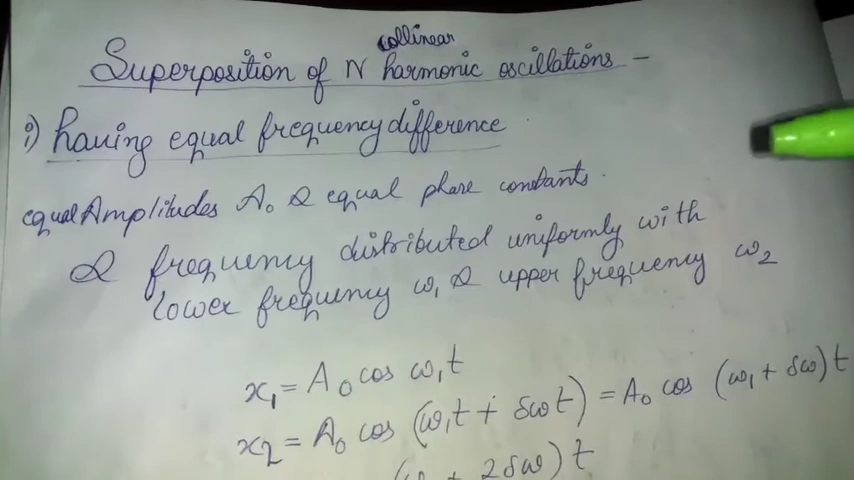 collinear
Superposition of N harmonic oscillations —
i) having equal frequency difference
equal Amplitudes A₀ & equal phase constants.
& frequency distributed uniformly with
lower frequency ω₁ & upper frequency ω₂
x₁ = A₀ cos ω₁t
x₂ = A₀ cos (ω₁t + δωt) = A₀ cos (ω₁ + δω)t
+ 2δω) t